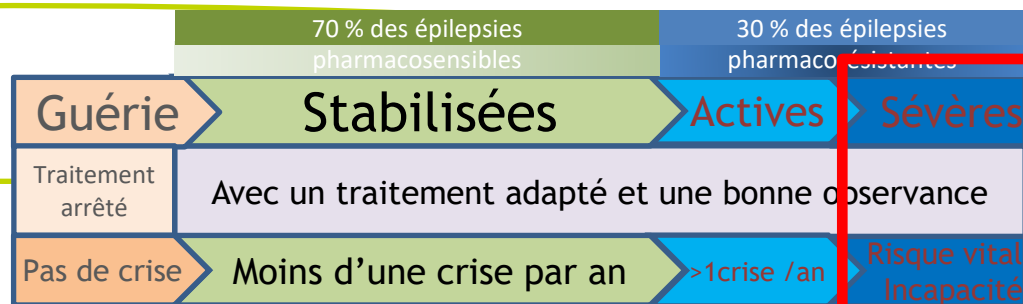 70 % des épilepsies
pharmacosensibles
30 % des épilepsies
pharmacorésistantes
Guérie
Stabilisées
Actives
Sévères
Traitement
arrêté
Avec un traitement adapté et une bonne observance
Pas de crise
Moins d’une crise par an
>1crise /an
Risque vital
Incapacité